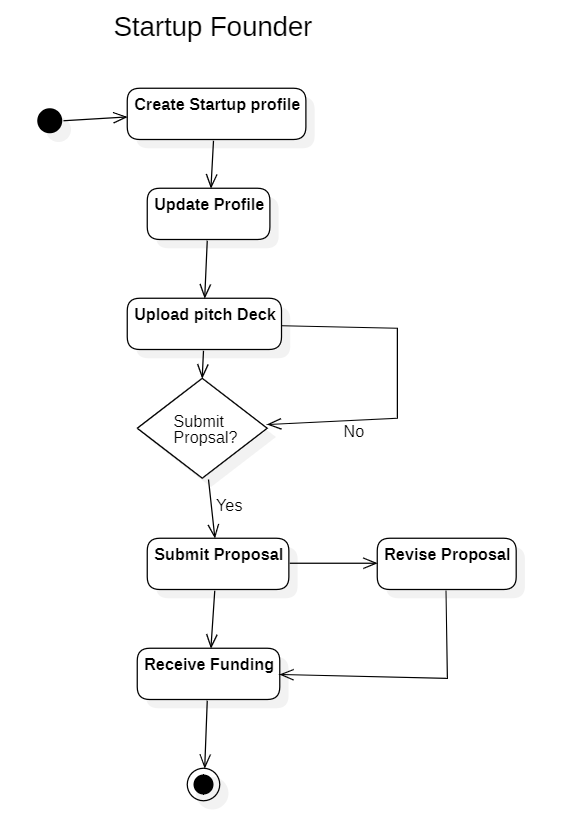 Startup Founder
Create Startup profile
Update Profile
Upload pitch Deck
Submit
Propsal?
No
Yes
Submit Proposal
Revise Proposal
Receive Funding